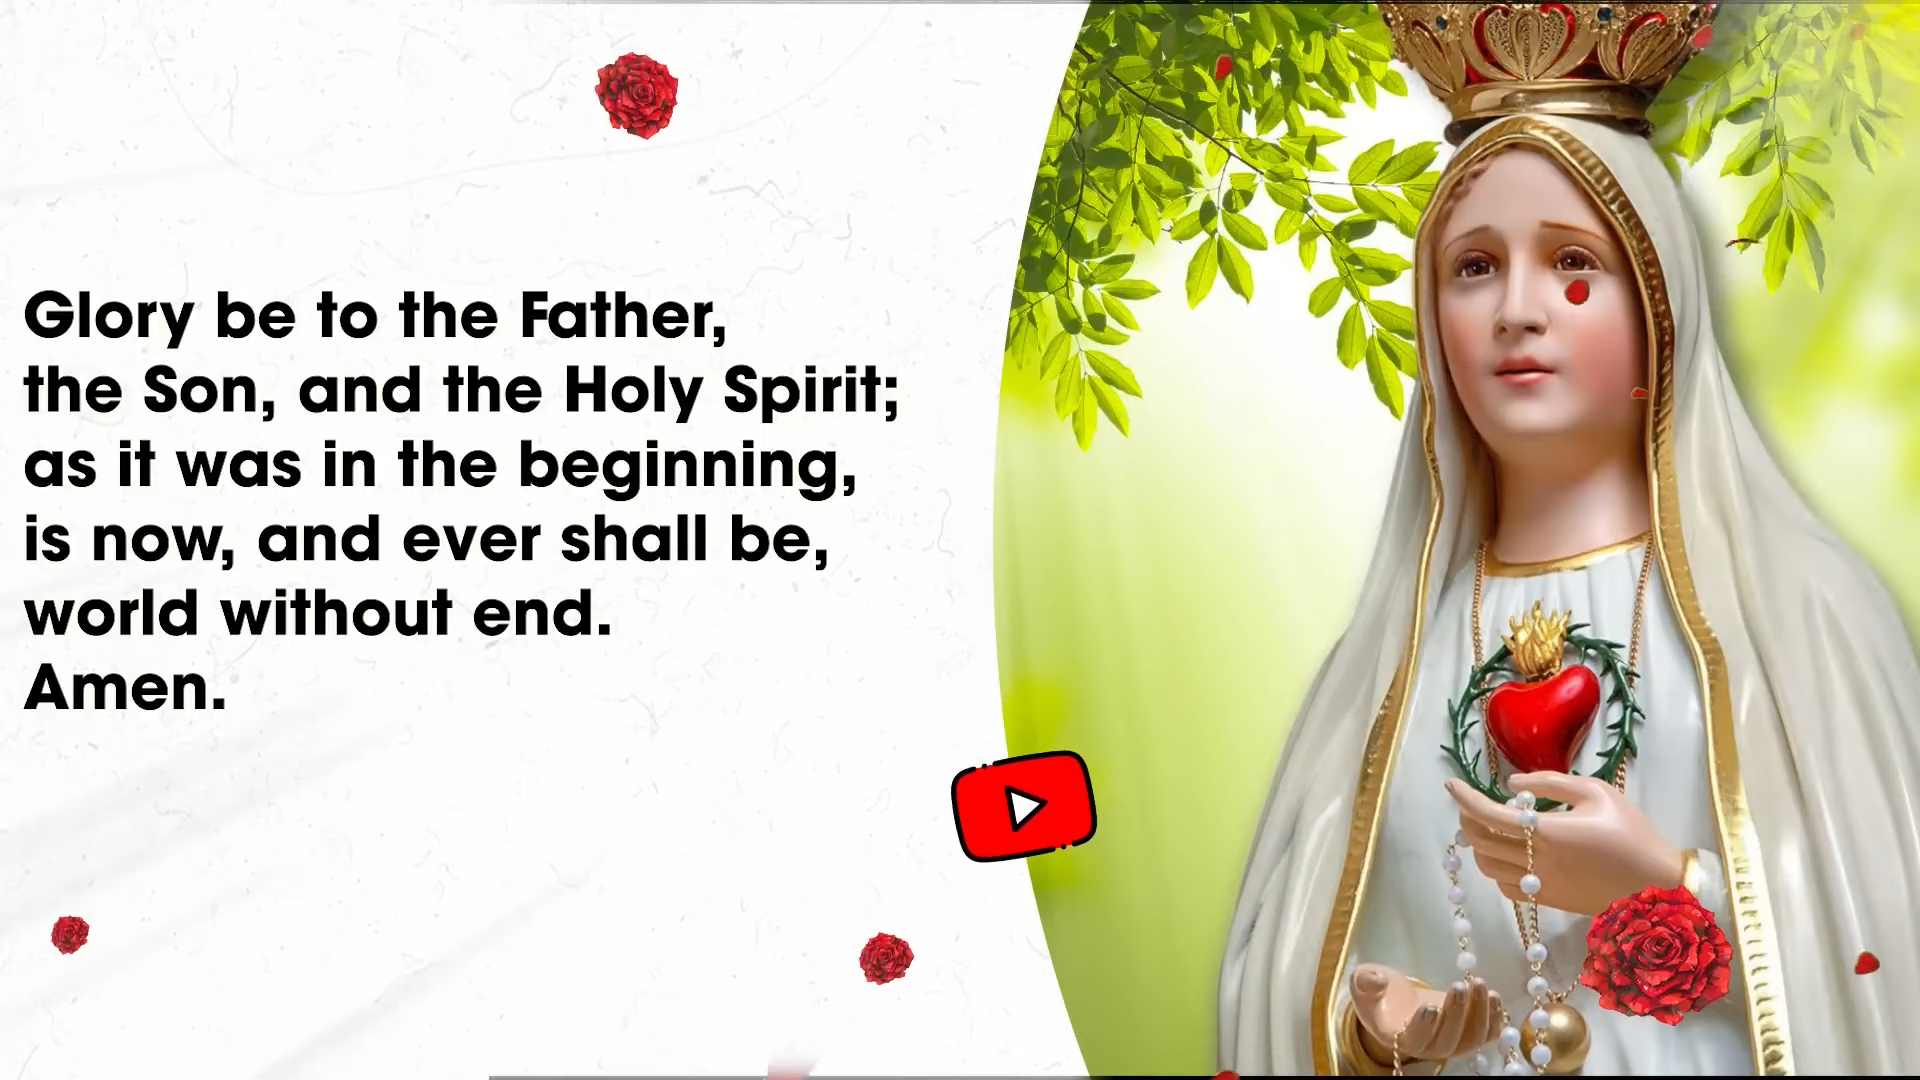 Glory be to the Father,
the Son, and the Holy Spirit;
as it was in the beginning,
is now, and ever shall be,
world without end.
Amen.